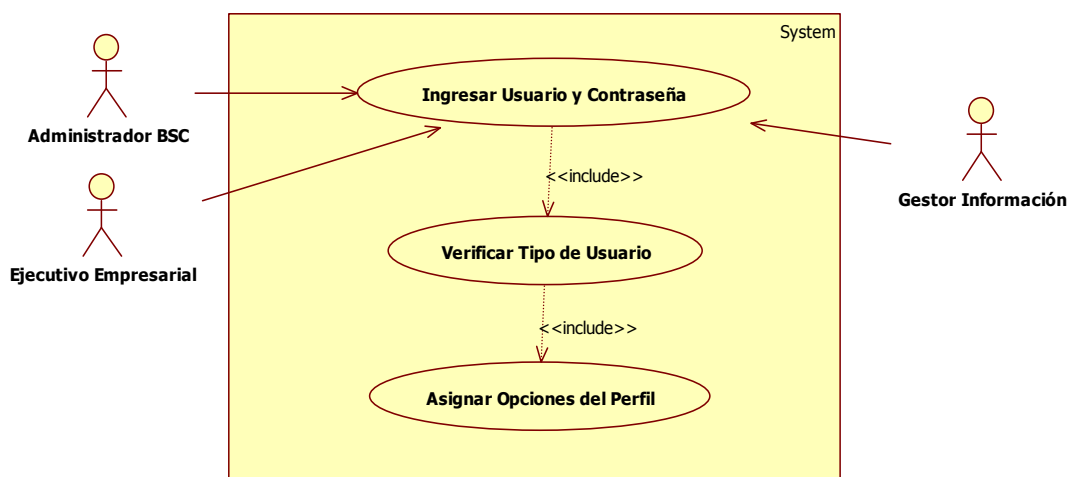 System
Administrador BSC
Ingresar Usuario y Contraseña
Gestor Información
<<include>>
Ejecutivo Empresarial
Verificar Tipo de Usuario
<<include>>
Asignar Opciones del Perfil